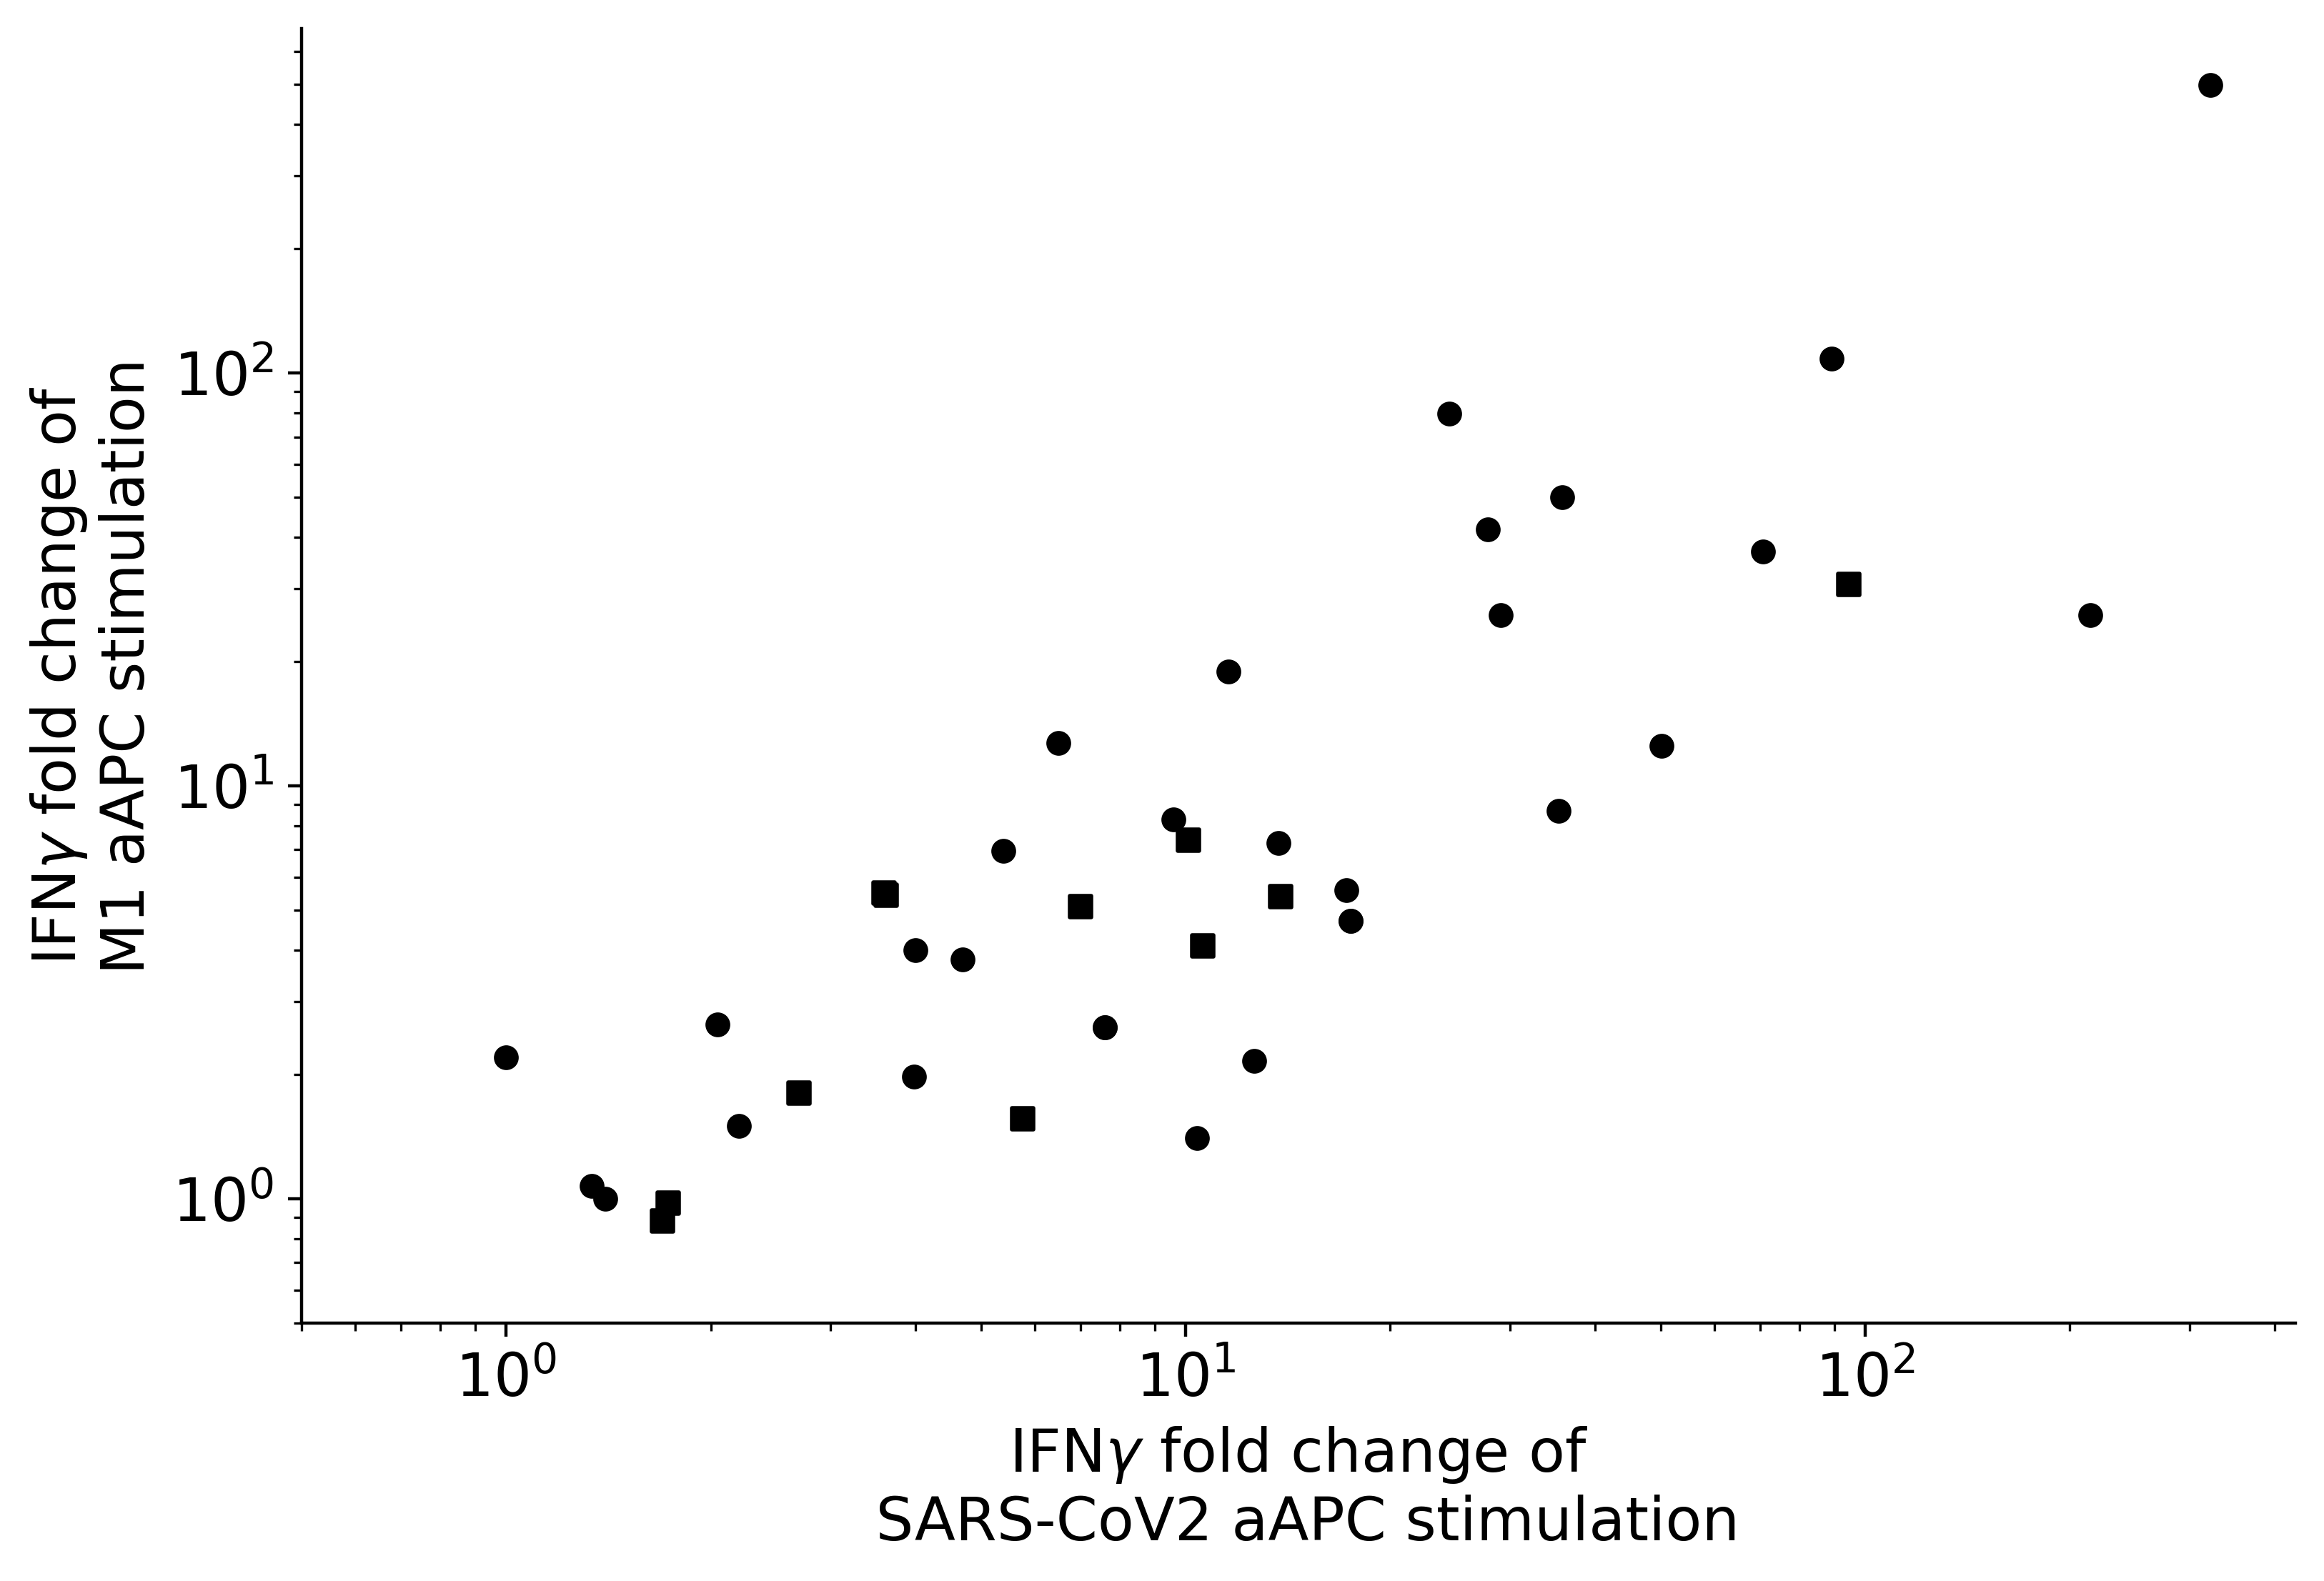 IFNγ fold change of
M1 aAPC stimulation
10²
10¹
10⁰
10⁰
10¹
10²
IFNγ fold change of
SARS-CoV2 aAPC stimulation